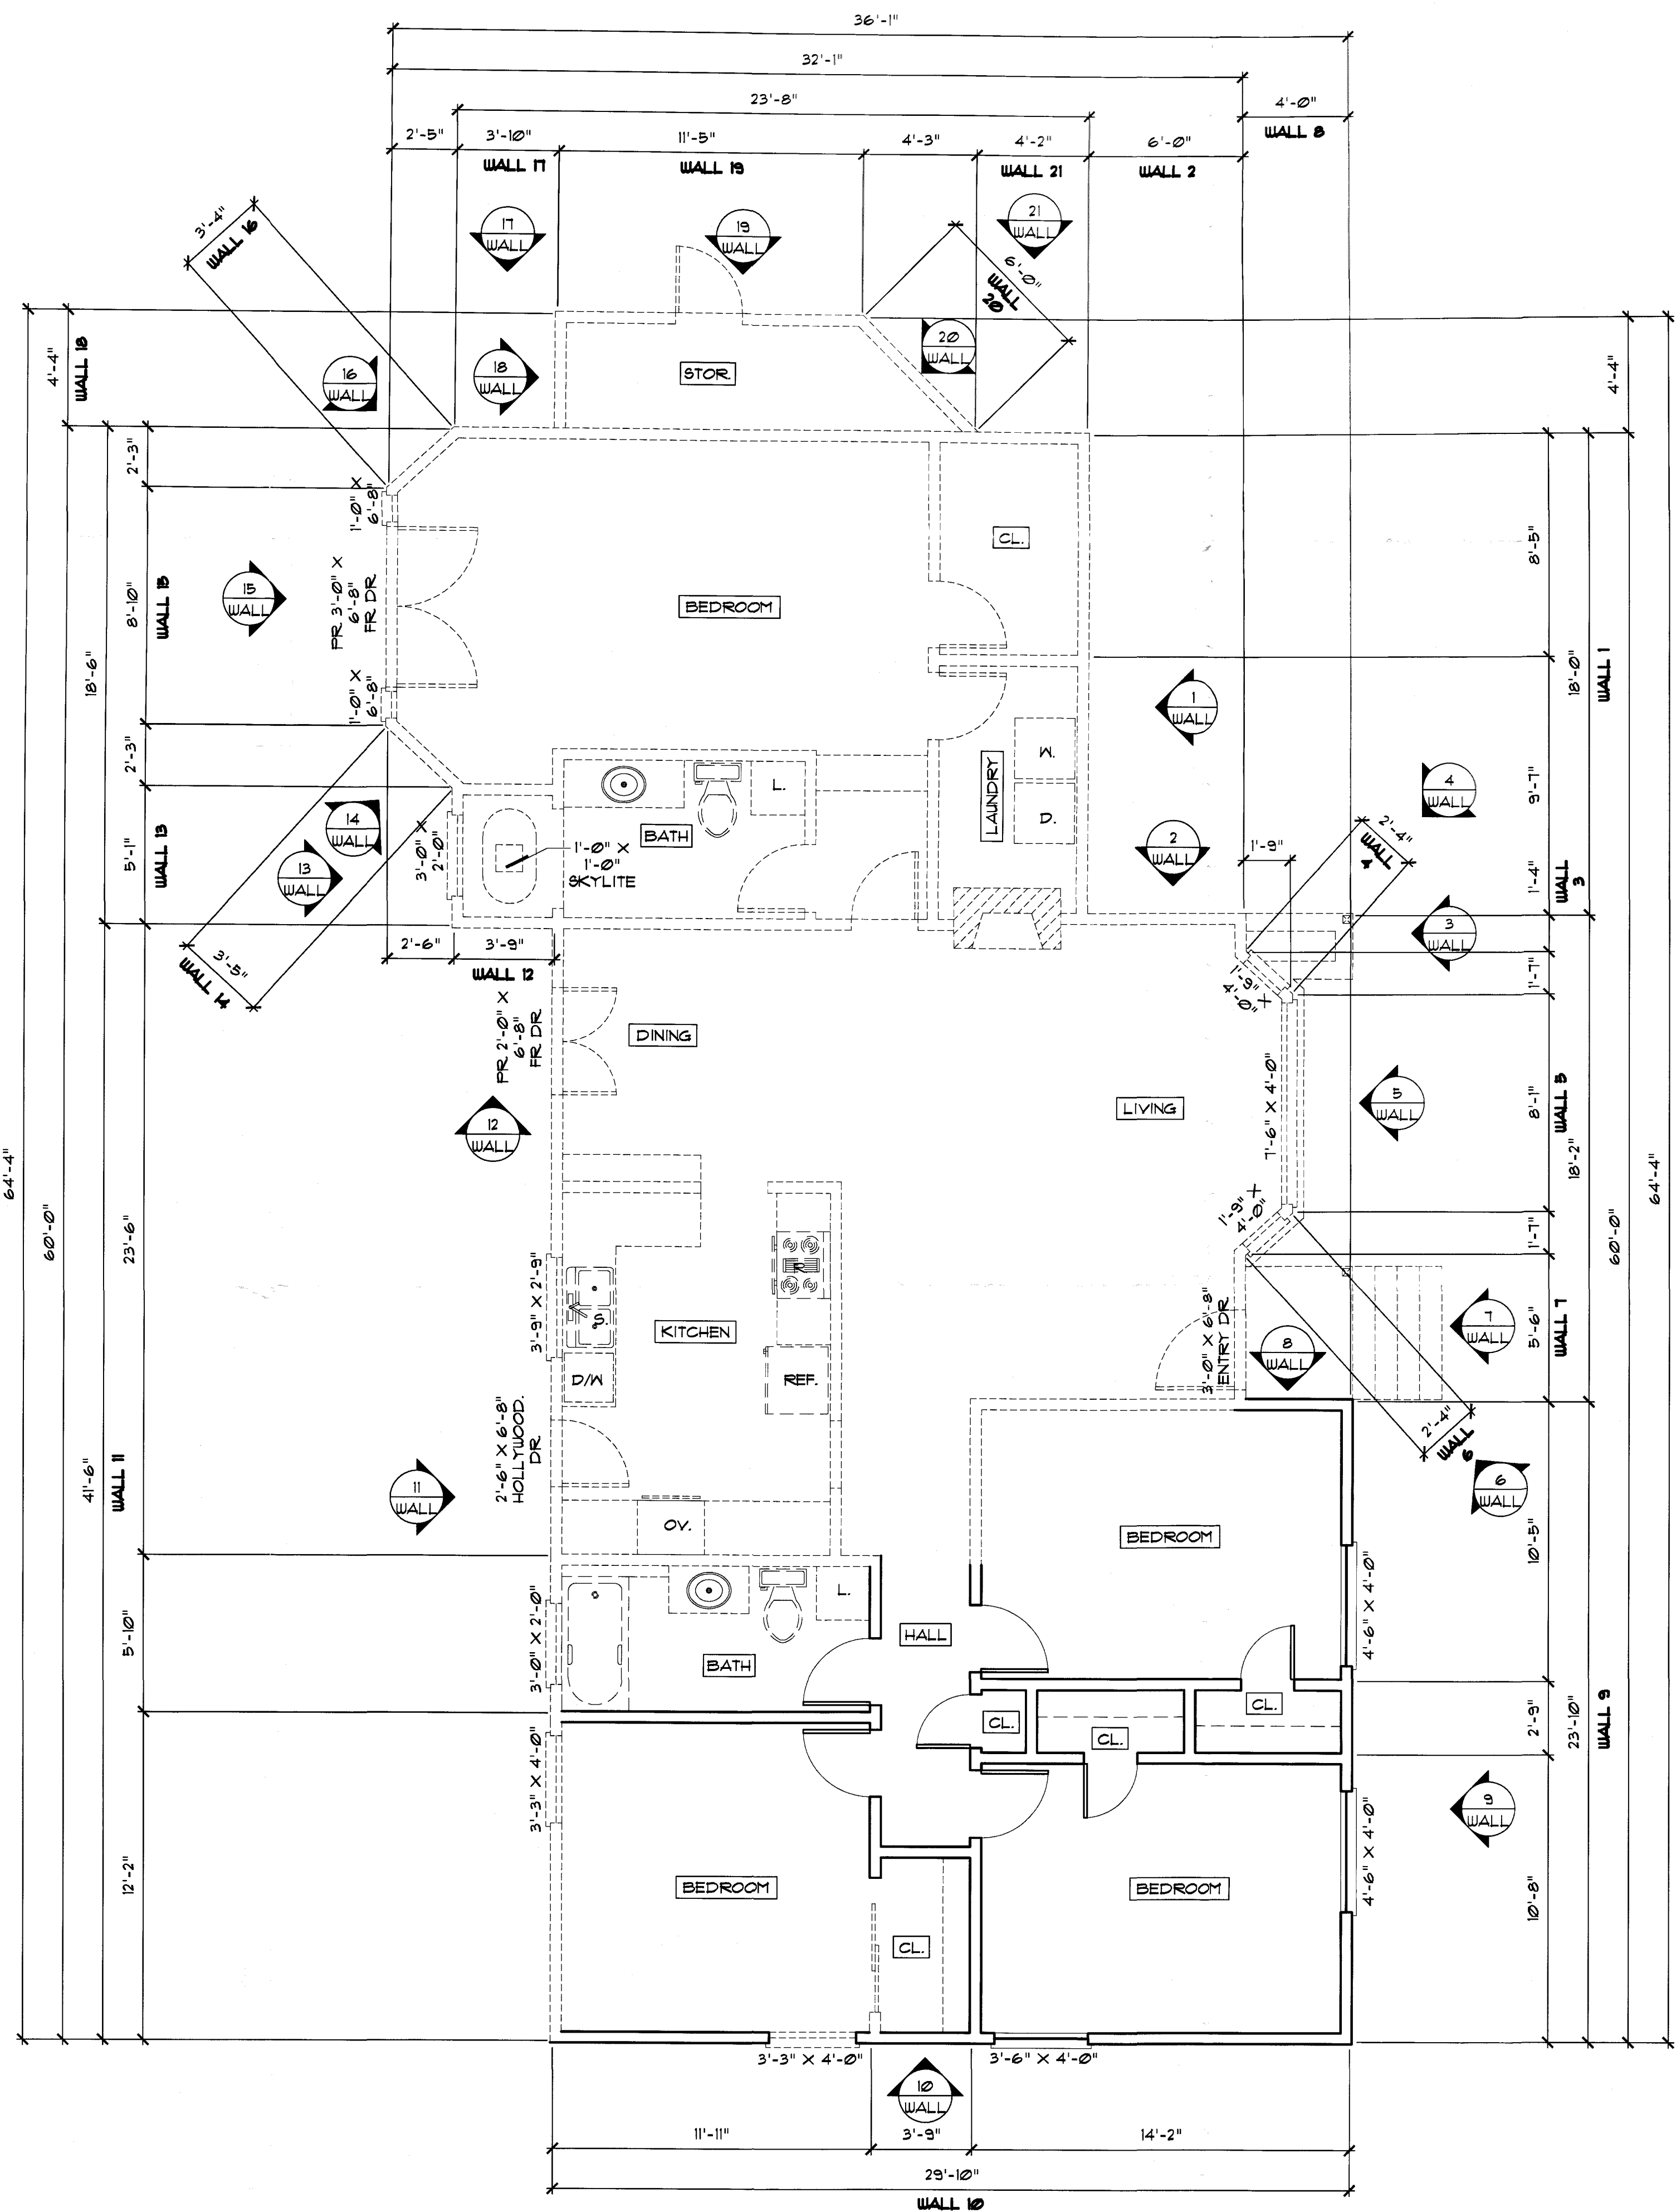 36'-1"
32'-1"
23'-8"
4'-0"
WALL 8
2'-5"
3'-10"
11'-5"
4'-3"
4'-2"
6'-0"
WALL 17
WALL 19
WALL 21
WALL 2
3'-4"
WALL 16
17
WALL
19
WALL
21
WALL
6'-0"
WALL
20
20
WALL
4'-4"
WALL 18
16
WALL
18
WALL
STOR.
4'-4"
2'-3"
1'-0" X
6'-8"
CL.
8'-5"
15
WALL
8'-10"
WALL 15
PR 3'-0" X
6'-8"
FR DR
BEDROOM
18'-6"
1'-0" X
6'-8"
18'-0"
WALL 1
1
WALL
2'-3"
W.
LAUNDRY
D.
L.
BATH
4
WALL
9'-7"
14
WALL
13
WALL
5'-1"
WALL 13
3'-0" X
2'-0"
1'-0" X
1'-0"
SKYLITE
2
WALL
1'-9"
2'-4"
WALL
4
1'-4"
WALL
3
3
WALL
2'-6"
3'-9"
WALL 12
3'-5"
WALL 14
1'-9" X
4'-0"
1'-7"
PR 2'-0" X
6'-8"
FR DR
DINING
12
WALL
LIVING
7'-6" X 4'-0"
5
WALL
8'-1"
WALL 5
18'-2"
64'-4"
60'-0"
23'-6"
64'-4"
60'-0"
1'-9" X
4'-0"
1'-7"
3'-9" X 2'-9"
S.
R
KITCHEN
D/W
REF.
3'-0" X 6'-8"
ENTRY DR
8
WALL
7
WALL
5'-6"
WALL 7
2'-4"
WALL
6
6
WALL
2'-6" X 6'-8"
HOLLYWOOD.
DR
11
WALL
41'-6"
WALL 11
OV.
BEDROOM
10'-5"
4'-6" X 4'-0"
5'-10"
3'-0" X 2'-0"
L.
HALL
BATH
CL.
CL.
CL.
2'-9"
23'-10"
WALL 9
3'-3" X 4'-0"
9
WALL
12'-2"
BEDROOM
BEDROOM
4'-6" X 4'-0"
10'-8"
CL.
3'-3" X 4'-0"
3'-6" X 4'-0"
10
WALL
11'-11"
3'-9"
14'-2"
29'-10"
WALL 10